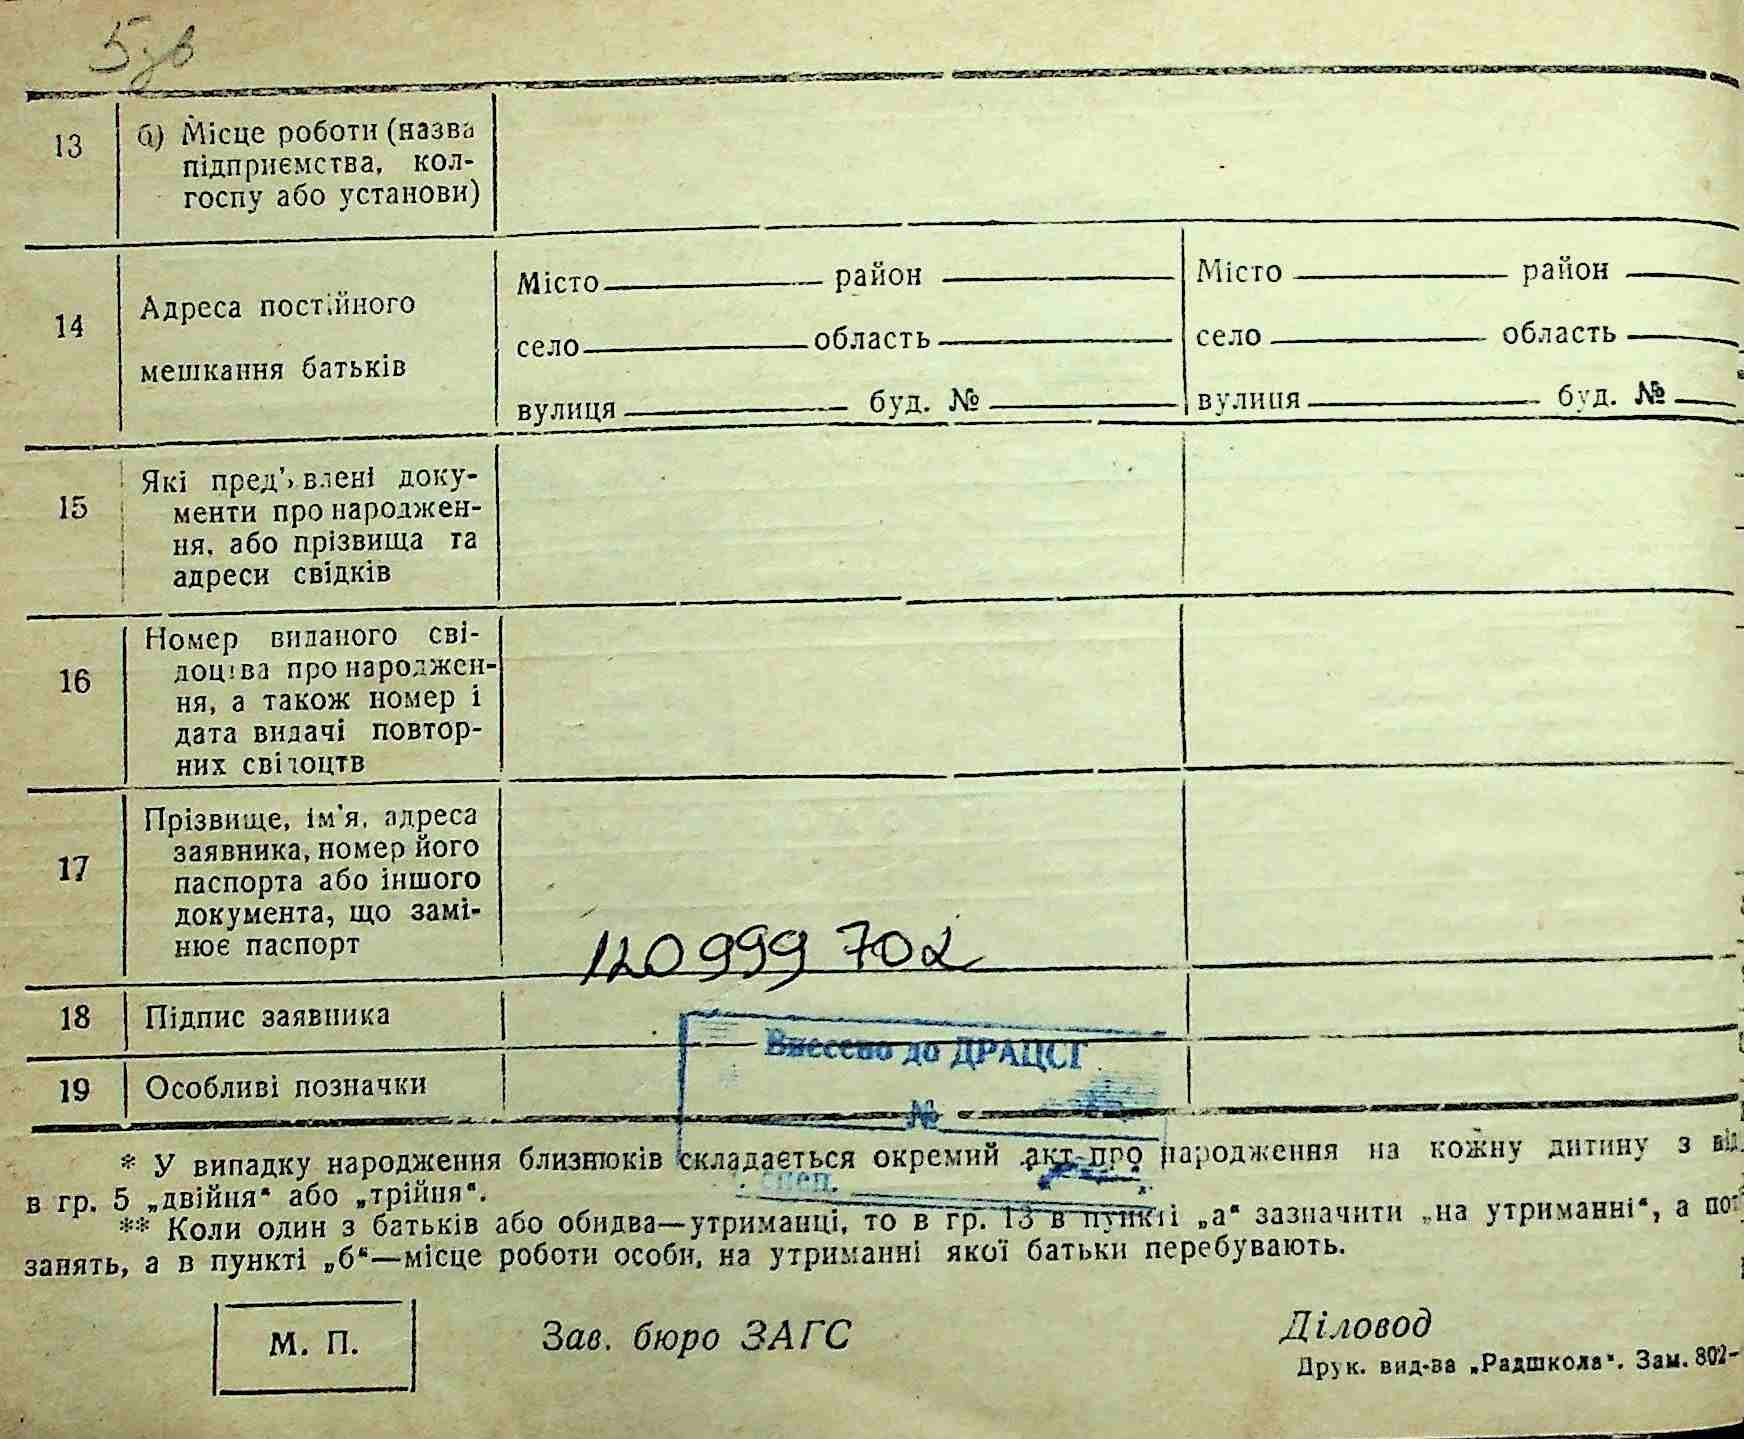 13
б) Місце роботи (назва
підприємства, кол-
госпу або установи)
14
Адреса постійного
мешкання батьків
Місто район
село область
вулиця буд. №
Місто район
село область
вулиця буд. №
15
Які пред'влені доку-
менти про народжен-
ня, або прізвища та
адреси свідків
16
Номер виданого сві-
доцтва про народжен-
ня, а також номер і
дата видачі повтор-
них свідоцтв
17
Прізвище, ім'я, адреса
заявника, номер його
паспорта або іншого
документа, що замі-
нює паспорт
120999702
18
Підпис заявника
19
Особливі позначки
Внесено до ДРАЦСГ
№
спец.
* У випадку народження близнюків складається окремий акт про народження на кожну дитину з
в гр. 5 „двійня“ або „трійня“.
** Коли один з батьків або обидва—утриманці, то в гр. 13 в пункті „а“ зазначити „на утриманні“, а
занять, а в пункті „б“—місце роботи особи, на утриманні якої батьки перебувають.
М. П.
Зав. бюро ЗАГС
Діловод
Друк. вид-ва „Радшкола“. Зам. 802-